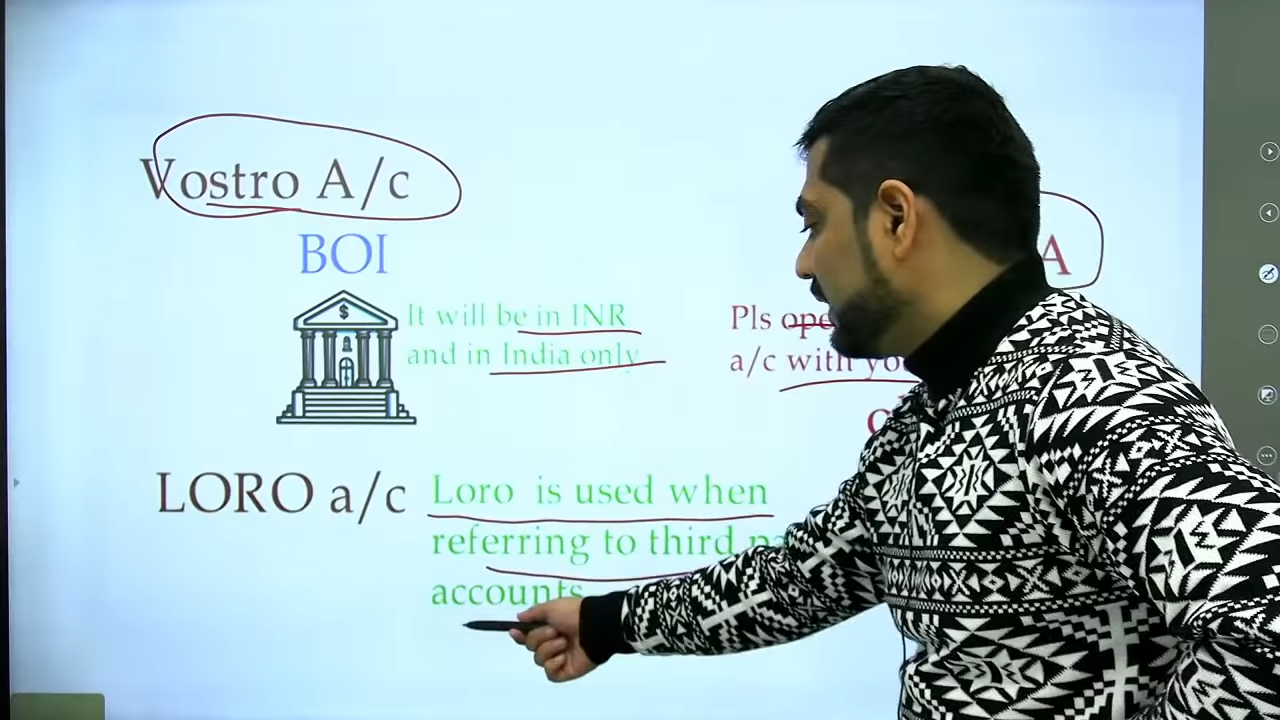 Vostro A/c
A
BOI
$
It will be in INR
and in India only
Pls
a/c with
LORO a/c
Loro is used when
referring to third
accounts